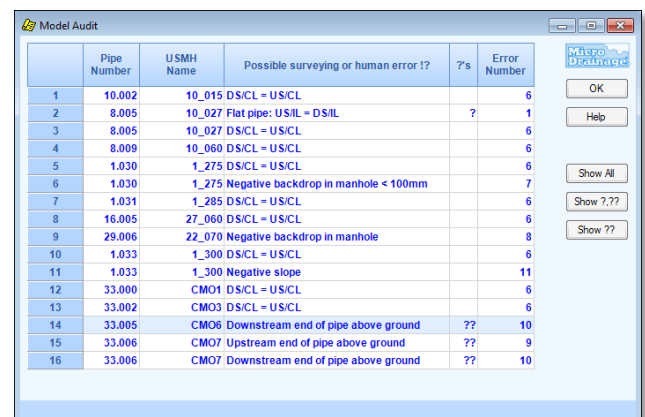 Model Audit
Pipe Number USMH Name Possible surveying or human error !? ?'s Error Number
1 10.002 10_015 DS/CL = US/CL 6
2 8.005 10_027 Flat pipe: US/IL = DS/IL ? 1
3 8.005 10_027 DS/CL = US/CL 6
4 8.009 10_060 DS/CL = US/CL 6
5 1.030 1_275 DS/CL = US/CL 6
6 1.030 1_275 Negative backdrop in manhole < 100mm 7
7 1.031 1_285 DS/CL = US/CL 6
8 16.005 27_060 DS/CL = US/CL 6
9 29.006 22_070 Negative backdrop in manhole 8
10 1.033 1_300 DS/CL = US/CL 6
11 1.033 1_300 Negative slope 11
12 33.000 CMO1 DS/CL = US/CL 6
13 33.002 CMO3 DS/CL = US/CL 6
14 33.005 CMO6 Downstream end of pipe above ground ?? 10
15 33.006 CMO7 Upstream end of pipe above ground ?? 9
16 33.006 CMO7 Downstream end of pipe above ground ?? 10
Micro
Drainage
OK
Help
Show All
Show ?,??
Show ??